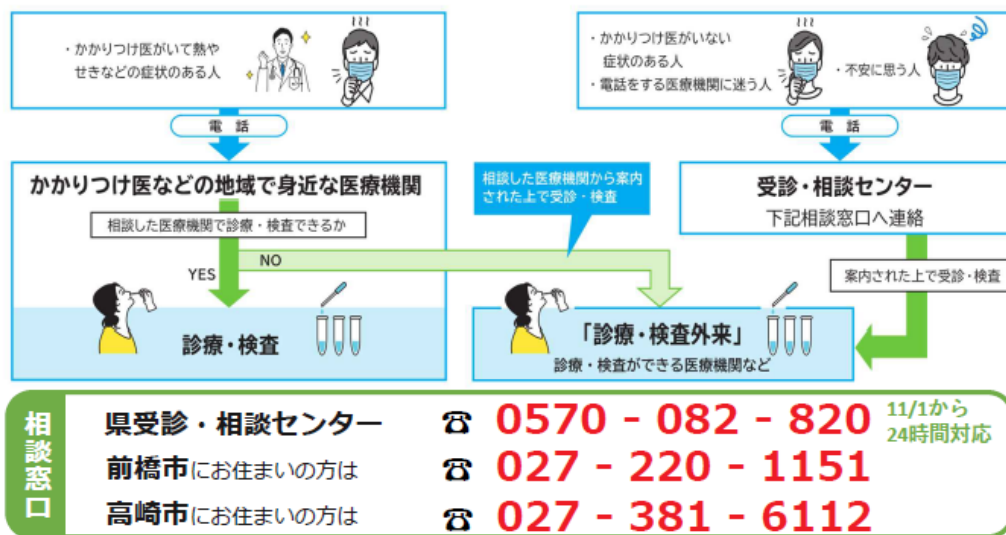 ・かかりつけ医がいて熱や
せきなどの症状のある人
・かかりつけ医がいない
症状のある人
・電話をする医療機関に迷う人
・不安に思う人
電話
電話
かかりつけ医などの地域で身近な医療機関
相談した医療機関で診療・検査できるか
YES
NO
診療・検査
相談した医療機関から案内
された上で受診・検査
受診・相談センター
下記相談窓口へ連絡
案内された上で受診・検査
「診療・検査外来」
診療・検査ができる医療機関など
相談窓口
県受診・相談センター ☎ 0570 - 082 - 820 11/1から
24時間対応
前橋市にお住まいの方は ☎ 027 - 220 - 1151
高崎市にお住まいの方は ☎ 027 - 381 - 6112